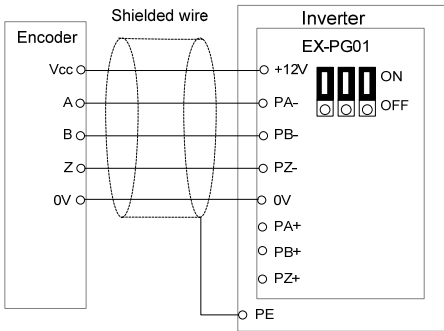 Shielded wire
Inverter
Encoder
EX-PG01
Vcc
+12V
ON
A
PA-
OFF
B
PB-
Z
PZ-
0V
0V
PA+
PB+
PZ+
PE